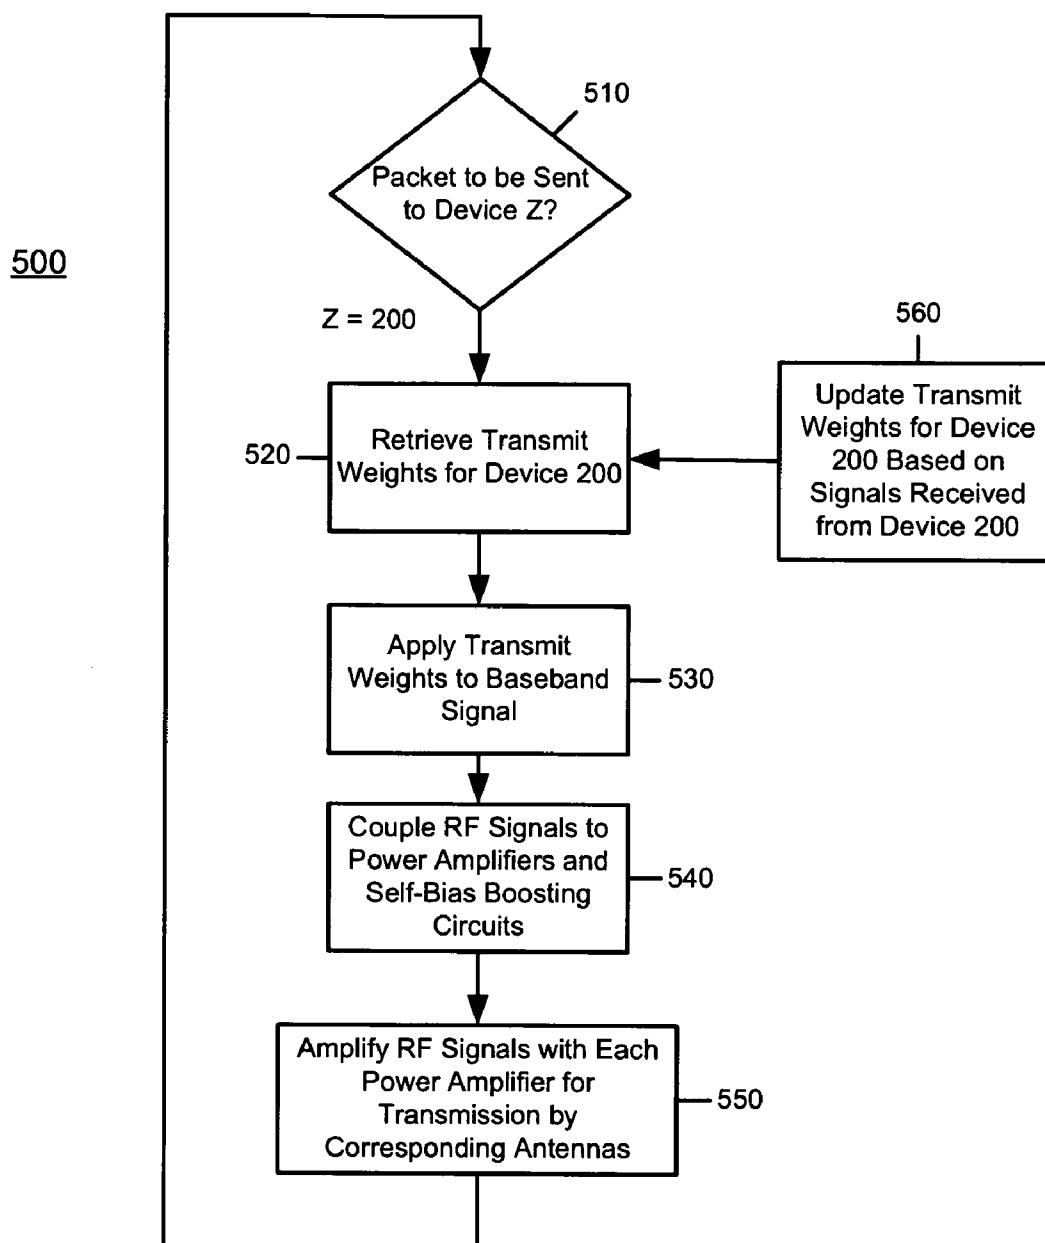 510
Packet to be Sent
to Device Z?
500
Z = 200
560
Update Transmit
Weights for Device
200 Based on
Signals Received
from Device 200
520
Retrieve Transmit
Weights for Device 200
Apply Transmit
Weights to Baseband
Signal
530
Couple RF Signals to
Power Amplifiers and
Self-Bias Boosting
Circuits
540
Amplify RF Signals with Each
Power Amplifier for
Transmission by
Corresponding Antennas
550